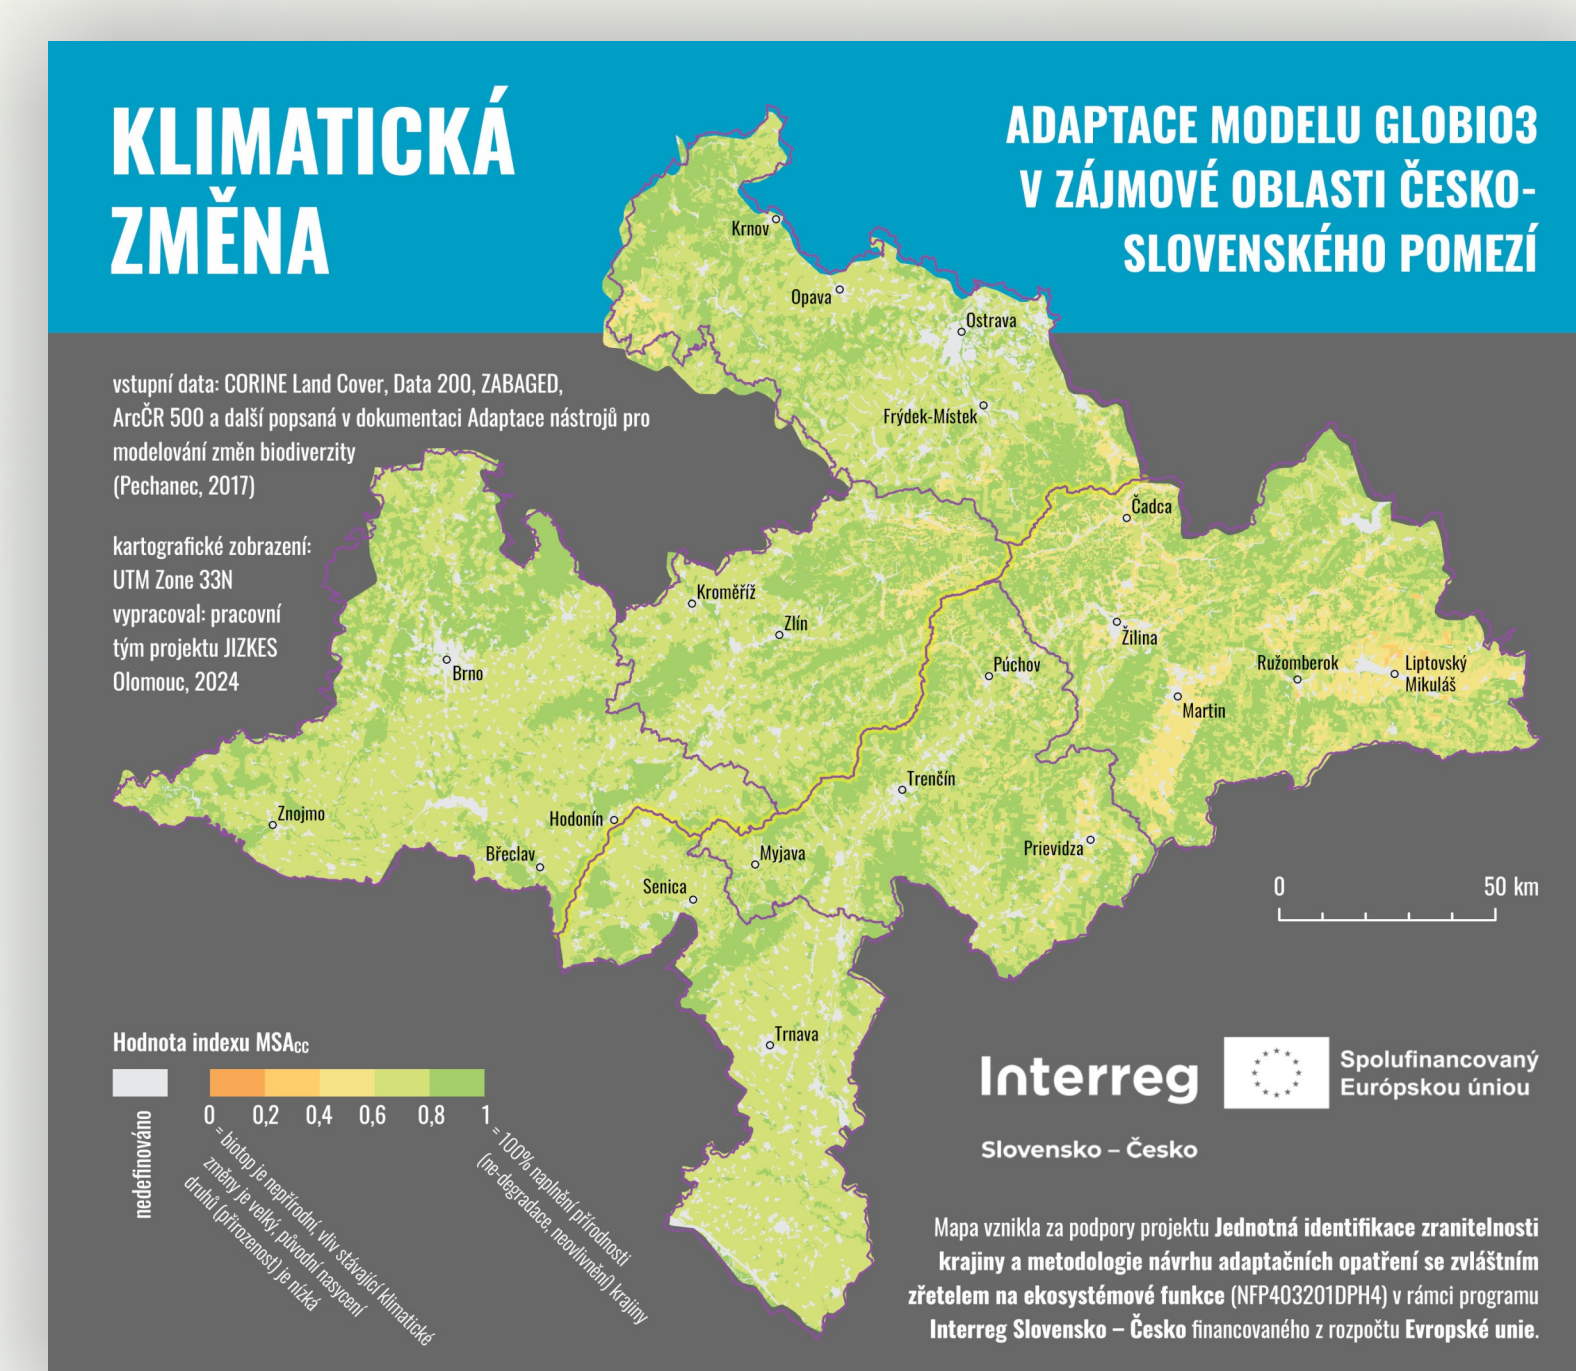 KLIMATICKÁ
ZMĚNA
ADAPTACE MODELU GLOBIO3
V ZÁJMOVÉ OBLASTI ČESKO-
SLOVENSKÉHO POMEZÍ
vstupní data: CORINE Land Cover, Data 200, ZABAGED,
ArcČR 500 a další popsaná v dokumentaci Adaptace nástrojů pro
modelování změn biodiverzity
(Pechanec, 2017)
kartografické zobrazení:
UTM Zone 33N
vypracoval: pracovní
tým projektu JIZKES
Olomouc, 2024
Krnov
Opava
Ostrava
Frýdek-Místek
Čadca
Kroměříž
Zlín
Žilina
Brno
Púchov
Ružomberok
Liptovský
Mikuláš
Martin
Trenčín
Znojmo
Hodonín
Břeclav
Myjava
Prievidza
Senica
Trnava
0 50 km
Hodnota indexu MSAcc
nedefinováno
0 0,2 0,4 0,6 0,8 1
= biotop je nepřírodní, vliv stávající klimatické
změny je velký, původní nasycení
druhů (přirozenost) je nízká
= 100% naplnění přírodnosti
(ne-degradace, neovlivnění) krajiny
Interreg
Spolufinancovaný
Európskou úniou
Slovensko – Česko
Mapa vznikla za podpory projektu Jednotná identifikace zranitelnosti
krajiny a metodologie návrhu adaptačních opatření se zvláštním
zřetelem na ekosystémové funkce (NFP403201DPH4) v rámci programu
Interreg Slovensko – Česko financovaného z rozpočtu Evropské unie.